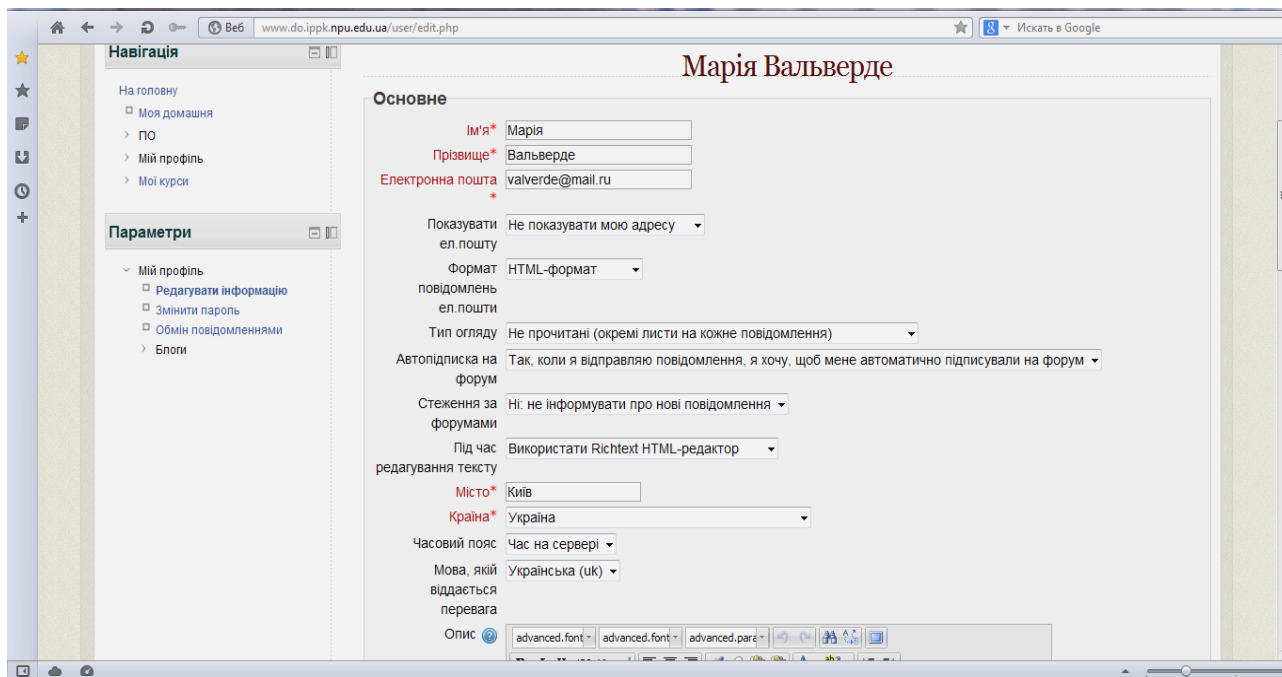 Веб www.do.ippk.npu.edu.ua/user/edit.php Искать в Google
Навігація
На головну
Моя домашня
ПО
Мій профіль
Мої курси
Параметри
Мій профіль
Редагувати інформацію
Змінити пароль
Обмін повідомленнями
Блоги
Марія Вальверде
Основне
Ім'я* Марія
Прізвище* Вальверде
Електронна пошта valverde@mail.ru
*
Показувати Не показувати мою адресу
ел.пошту
Формат HTML-формат
повідомлень
ел.пошти
Тип огляду Не прочитані (окремі листи на кожне повідомлення)
Автопідписка на Так, коли я відправляю повідомлення, я хочу, щоб мене автоматично підписували на форум
форум
Стеження за Ні: не інформувати про нові повідомлення
форумами
Під час Використати Richtext HTML-редактор
редагування тексту
Місто* Київ
Країна* Україна
Часовий пояс Час на сервері
Мова, якій Українська (uk)
віддається
перевага
Опис advanced.font advanced.font advanced.para